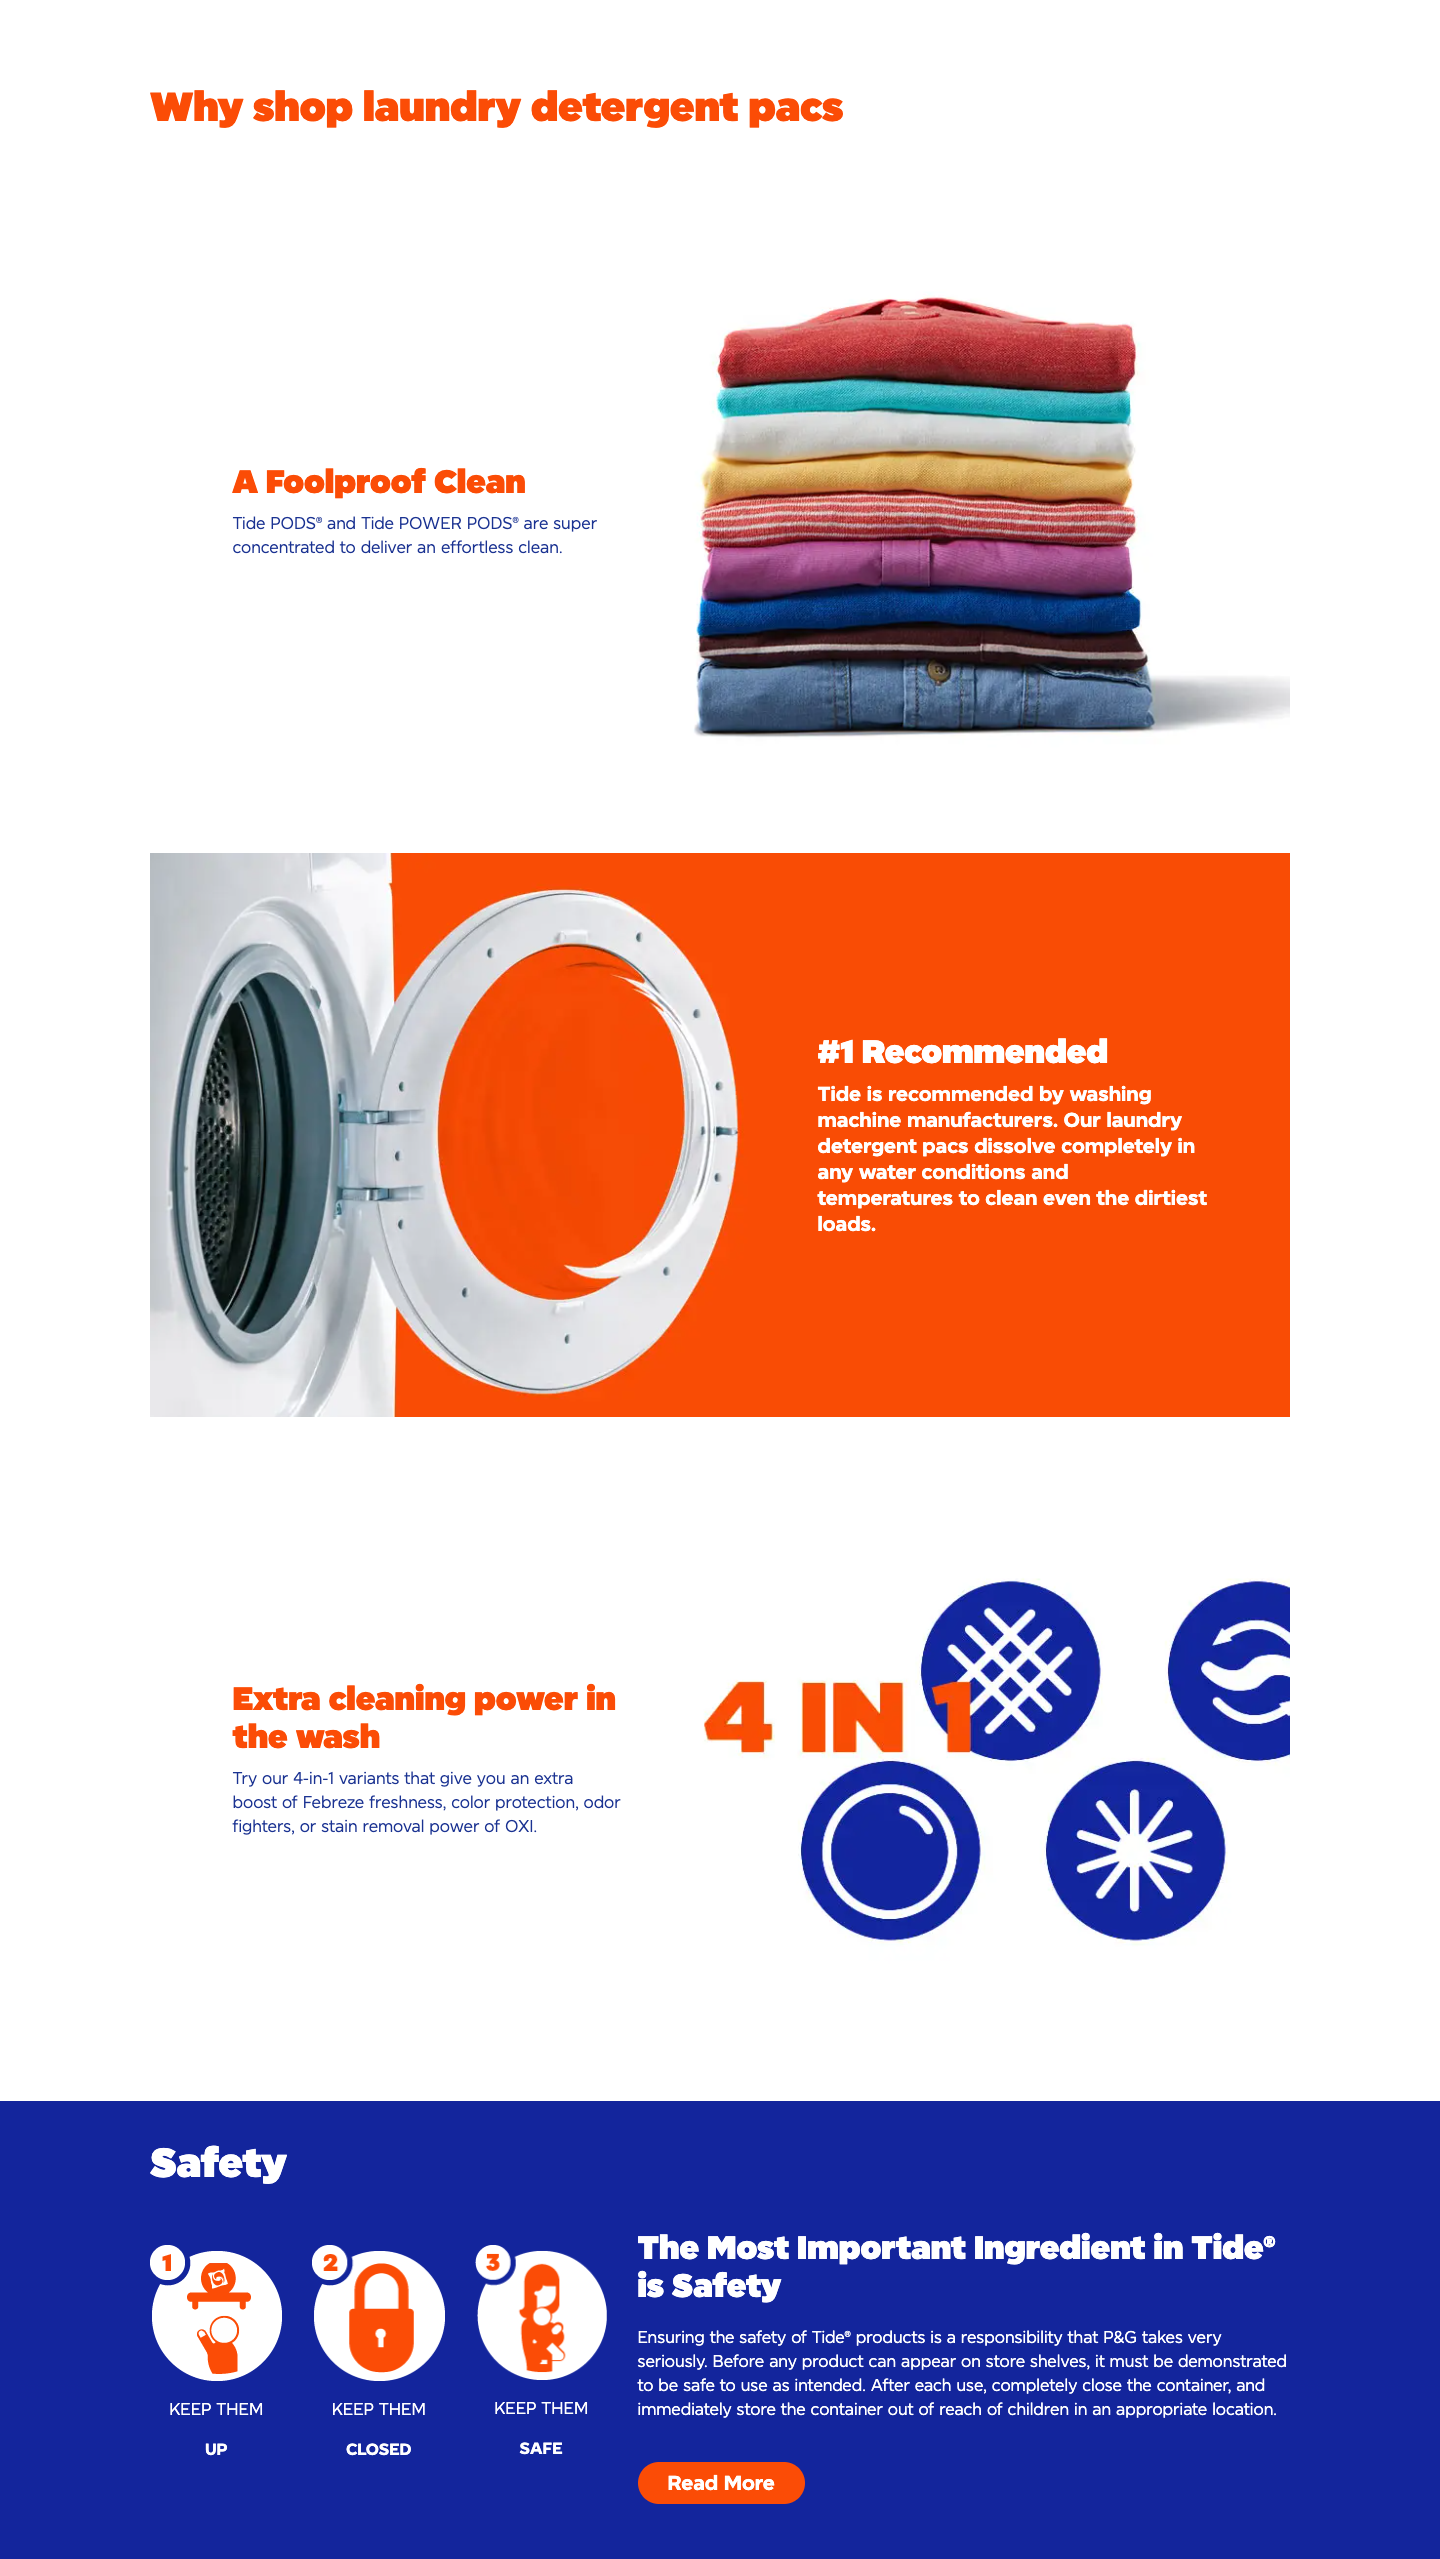 Why shop laundry detergent pacs
A Foolproof Clean
Tide PODS® and Tide POWER PODS® are super
concentrated to deliver an effortless clean.
#1 Recommended
Tide is recommended by washing
machine manufacturers. Our laundry
detergent pacs dissolve completely in
any water conditions and
temperatures to clean even the dirtiest
loads.
Extra cleaning power in
the wash
Try our 4-in-1 variants that give you an extra
boost of Febreze freshness, color protection, odor
fighters, or stain removal power of OXI.
4 IN 1
Safety
1
KEEP THEM
UP
2
KEEP THEM
CLOSED
3
KEEP THEM
SAFE
The Most Important Ingredient in Tide®
is Safety
Ensuring the safety of Tide® products is a responsibility that P&G takes very
seriously. Before any product can appear on store shelves, it must be demonstrated
to be safe to use as intended. After each use, completely close the container, and
immediately store the container out of reach of children in an appropriate location.
Read More